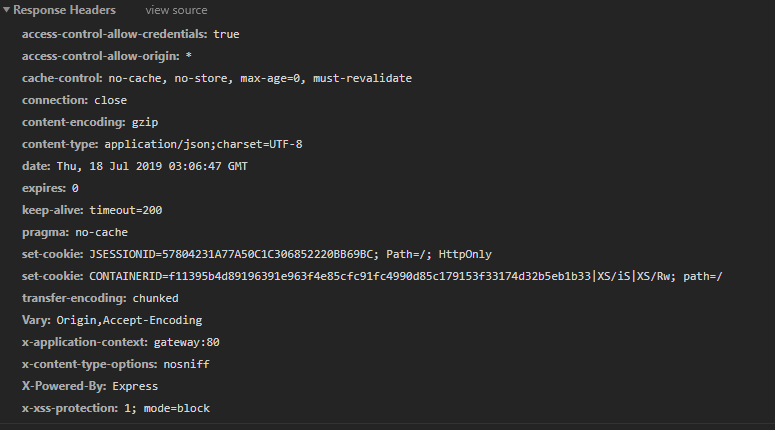 Response Headers view source
access-control-allow-credentials: true
access-control-allow-origin: *
cache-control: no-cache, no-store, max-age=0, must-revalidate
connection: close
content-encoding: gzip
content-type: application/json;charset=UTF-8
date: Thu, 18 Jul 2019 03:06:47 GMT
expires: 0
keep-alive: timeout=200
pragma: no-cache
set-cookie: JSESSIONID=57804231A77A50C1C306852220BB69BC; Path=/; HttpOnly
set-cookie: CONTAINERID=f11395b4d89196391e963f4e85cfc91fc4990d85c179153f33174d32b5eb1b33|XS/iS|XS/Rw; path=/
transfer-encoding: chunked
Vary: Origin,Accept-Encoding
x-application-context: gateway:80
x-content-type-options: nosniff
X-Powered-By: Express
x-xss-protection: 1; mode=block